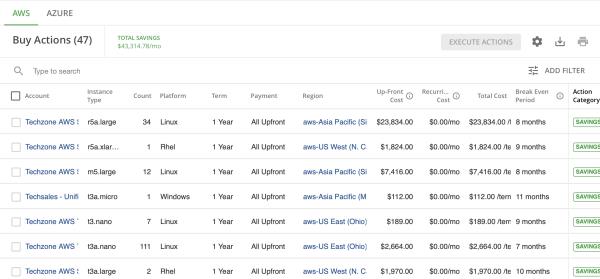 AWS AZURE
Buy Actions (47) TOTAL SAVINGS EXECUTE ACTIONS
$43,314.78/mo
Type to search ADD FILTER
Account Instance Type Count Platform Term Payment Region Up-Front Cost Recurri... Cost Total Cost Break Even Period Action Category
Techzone AWS r5a.large 34 Linux 1 Year All Upfront aws-Asia Pacific (Si $23,834.00 $0.00/mo $23,834.00 /t 8 months SAVINGS
Techzone AWS r5a.xlar... 1 Rhel 1 Year All Upfront aws-US West (N. C $1,824.00 $0.00/mo $1,824.00 /te 9 months SAVINGS
Techzone AWS m5.large 12 Linux 1 Year All Upfront aws-Asia Pacific (Si $7,416.00 $0.00/mo $7,416.00 /te 8 months SAVINGS
Techsales - Unifi t3a.micro 1 Windows 1 Year All Upfront aws-Asia Pacific (M $112.00 $0.00/mo $112.00 /tern 11 months SAVINGS
Techzone AWS t3.nano 7 Linux 1 Year All Upfront aws-US East (Ohio) $189.00 $0.00/mo $189.00 /tern 9 months SAVINGS
Techzone AWS t3a.nano 111 Linux 1 Year All Upfront aws-US East (Ohio) $2,664.00 $0.00/mo $2,664.00 /te 7 months SAVINGS
Techzone AWS t3a.large 2 Rhel 1 Year All Upfront aws-US West (N. C $1,970.00 $0.00/mo $1,970.00 /te 10 months SAVINGS